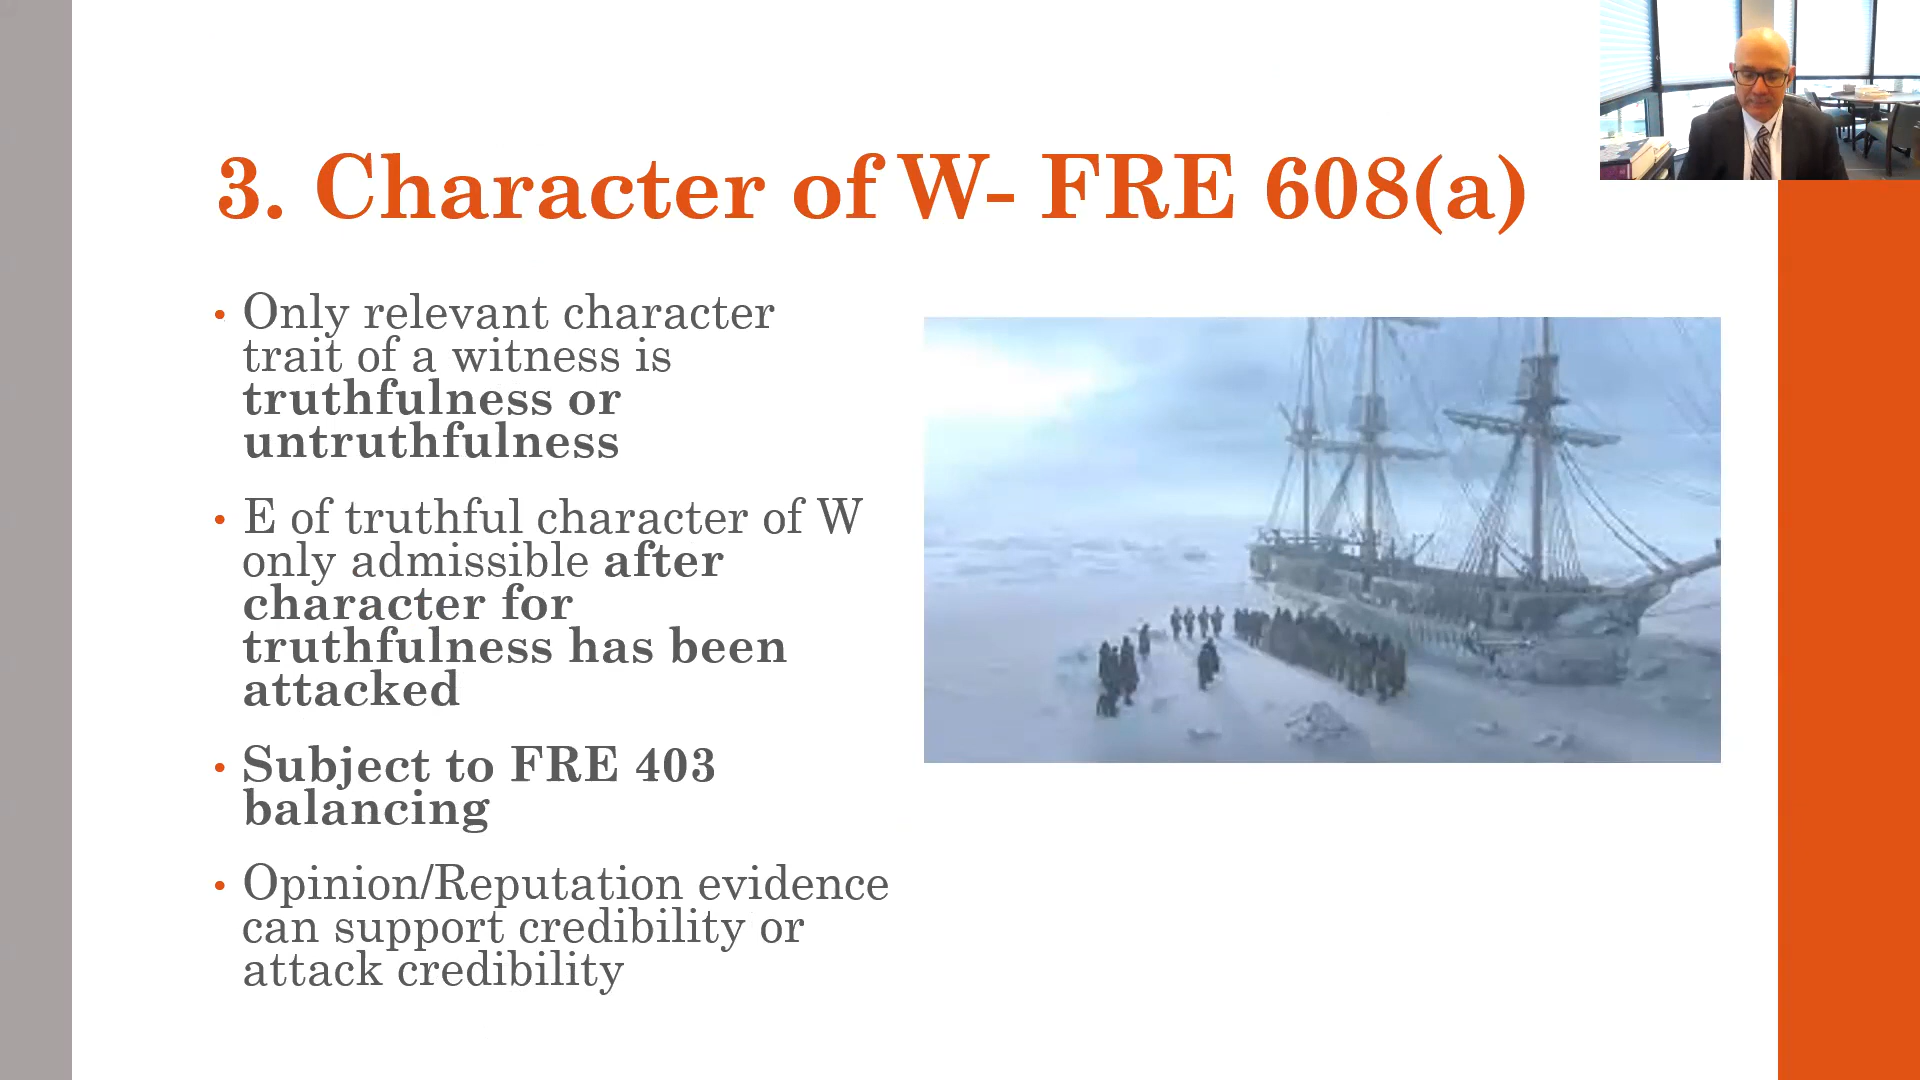 3. Character of W- FRE 608(a)
• Only relevant character
trait of a witness is
truthfulness or
untruthfulness
• E of truthful character of W
only admissible after
character for
truthfulness has been
attacked
• Subject to FRE 403
balancing
• Opinion/Reputation evidence
can support credibility or
attack credibility